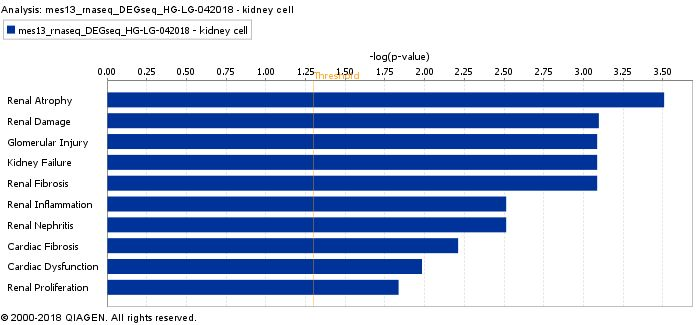 Analysis: mes13_rnaseq_DEGseq_HG-LG-042018 - kidney cell
mes13_rnaseq_DEGseq_HG-LG-042018 - kidney cell
-log(p-value)
0.00 0.25 0.50 0.75 1.00 1.25 1.50 1.75 2.00 2.25 2.50 2.75 3.00 3.25 3.50
Threshold
Renal Atrophy
Renal Damage
Glomerular Injury
Kidney Failure
Renal Fibrosis
Renal Inflammation
Renal Nephritis
Cardiac Fibrosis
Cardiac Dysfunction
Renal Proliferation
© 2000-2018 QIAGEN. All rights reserved.